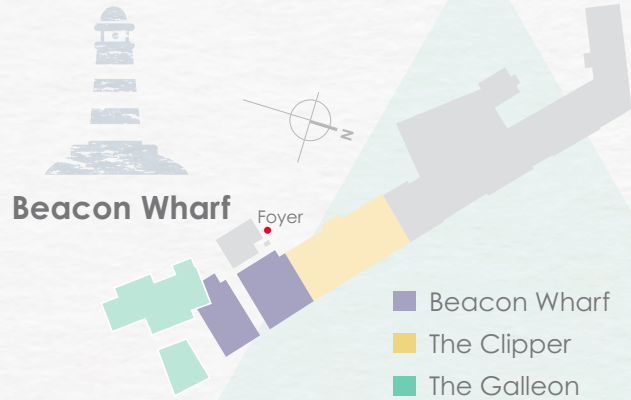 N
Beacon Wharf
Foyer
Beacon Wharf
The Clipper
The Galleon